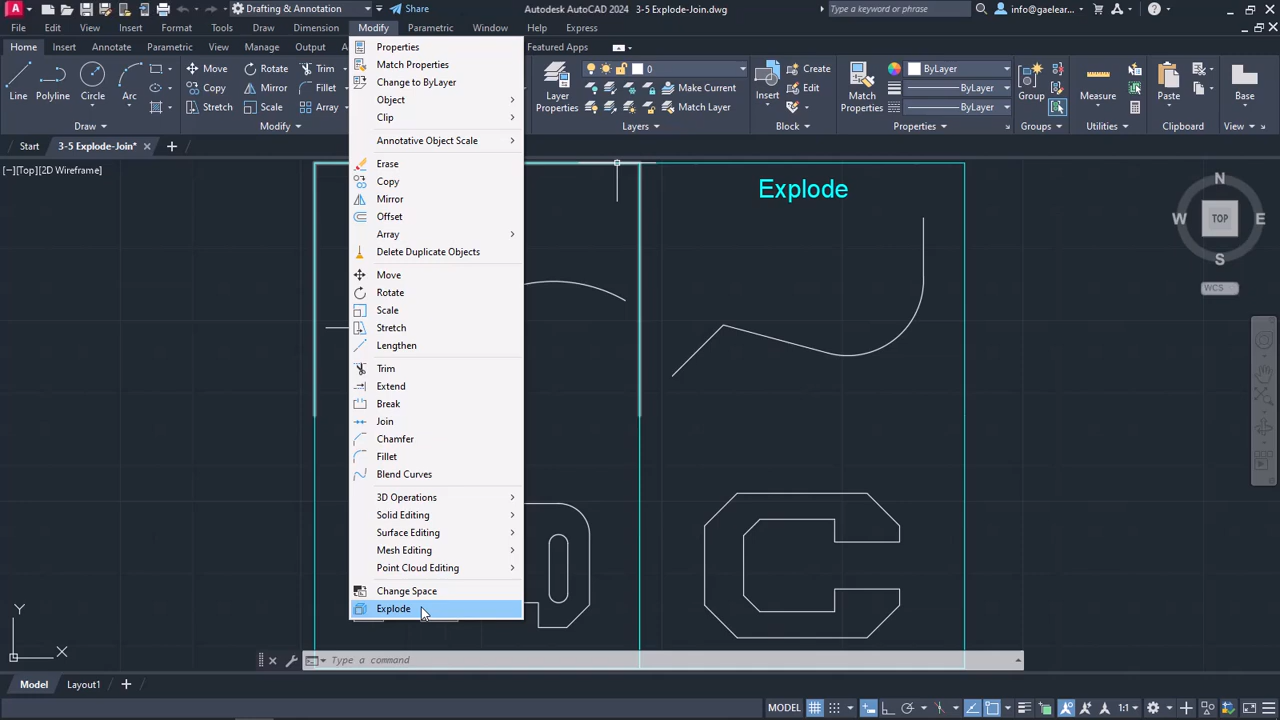 Drawing & Annotation
Share
Autodesk AutoCAD 2024
3-5 Explode-Join.dwg
Type a keyword or phrase
info@gaelear...
File
Edit
View
Insert
Format
Tools
Draw
Dimension
Modify
Parametric
Window
Help
Express
Home
Insert
Annotate
Parametric
View
Manage
Output
Featured Apps
Line
Polyline
Circle
Arc
Move
Rotate
Trim
Copy
Mirror
Fillet
Stretch
Scale
Array
Layer
Properties
0
Make Current
Match Layer
Insert
Create
Edit
Match
Properties
ByLayer
ByLayer
ByLayer
Group
Measure
Paste
Base
Draw
Modify
Layers
Block
Properties
Groups
Utilities
Clipboard
View
Start
3-5 Explode-Join*
[–][Top][2D Wireframe]
Properties
Match Properties
Change to ByLayer
Object
Clip
Annotative Object Scale
Erase
Copy
Mirror
Offset
Array
Delete Duplicate Objects
Move
Rotate
Scale
Stretch
Lengthen
Trim
Extend
Break
Join
Chamfer
Fillet
Blend Curves
3D Operations
Solid Editing
Surface Editing
Mesh Editing
Point Cloud Editing
Change Space
Explode
Explode
N
W
TOP
E
S
WCS
Y
X
Type a command
Model
Layout1
MODEL
1:1